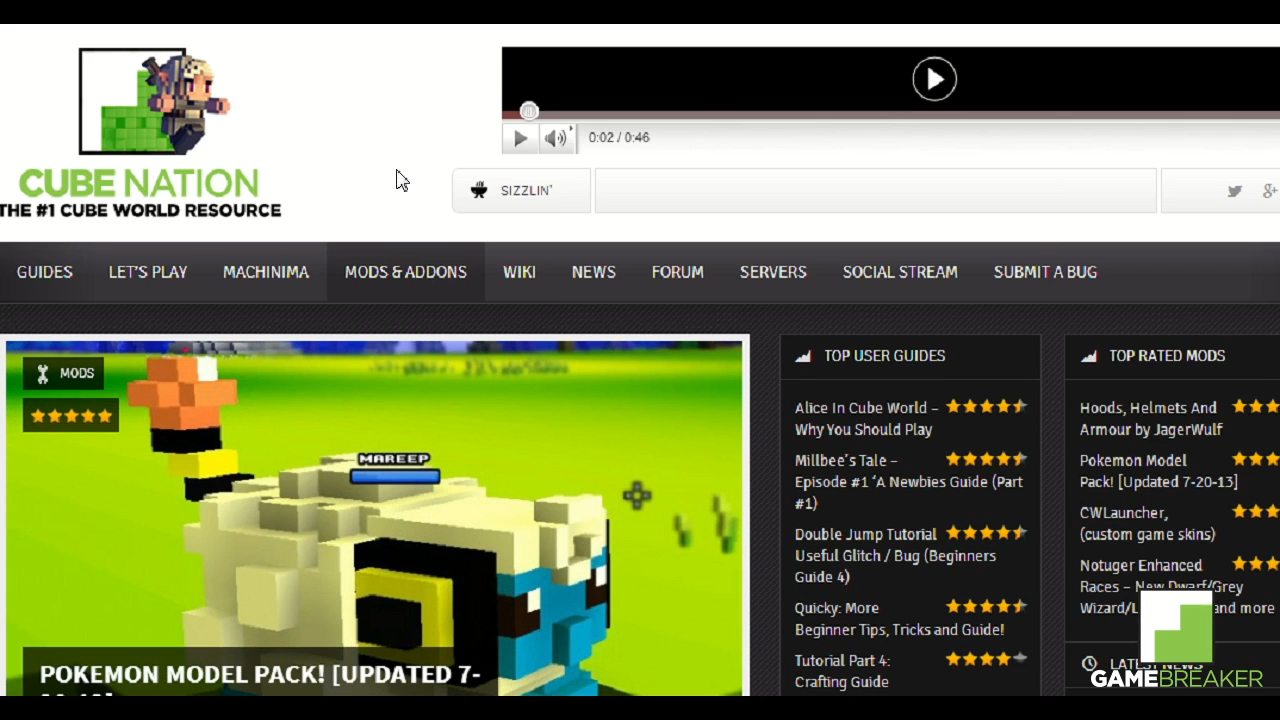 CUBE NATION
THE #1 CUBE WORLD RESOURCE
0:02 / 0:46
SIZZLIN'
GUIDES
LET'S PLAY
MACHINIMA
MODS & ADDONS
WIKI
NEWS
FORUM
SERVERS
SOCIAL STREAM
SUBMIT A BUG
MODS
MAREEP
POKEMON MODEL PACK! [UPDATED 7-
TOP USER GUIDES
Alice In Cube World –
Why You Should Play
Millbee's Tale –
Episode #1 'A Newbies Guide (Part
#1)
Double Jump Tutorial
Useful Glitch / Bug (Beginners
Guide 4)
Quicky: More
Beginner Tips, Tricks and Guide!
Tutorial Part 4:
Crafting Guide
TOP RATED MODS
Hoods, Helmets And
Armour by JagerWulf
Pokemon Model
Pack! [Updated 7-20-13]
CWLauncher,
(custom game skins)
Notuger Enhanced
Races – New Dwarf/Grey
and more
LATEST NEWS
GAMEBREAKER